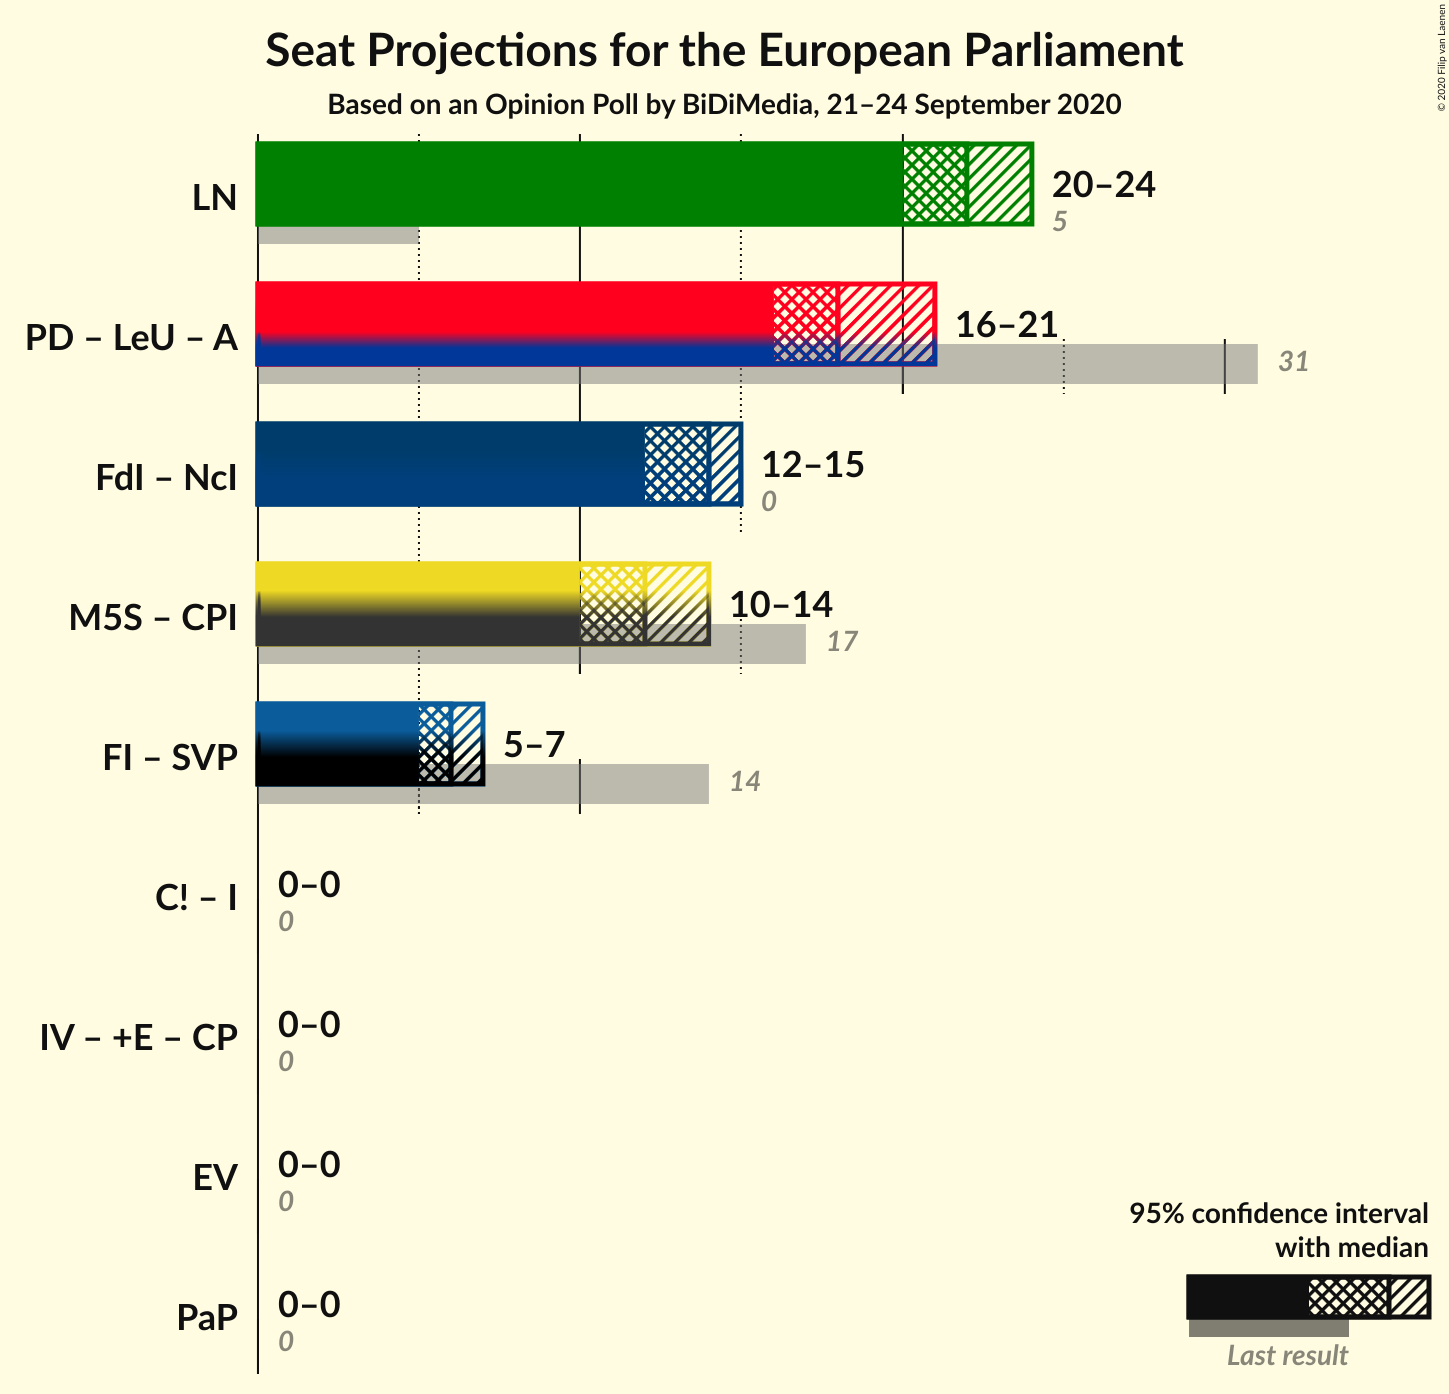 Seat Projections for the European Parliament
Based on an Opinion Poll by BiDiMedia, 21–24 September 2020
© 2020 Filip van Laenen
LN
20–24
5
PD – LeU – A
16–21
31
FdI – NcI
12–15
0
M5S – CPI
10–14
17
FI – SVP
5–7
14
C! – I
0–0
0
IV – +E – CP
0–0
0
EV
0–0
0
PaP
0–0
0
95% confidence interval
with median
Last result